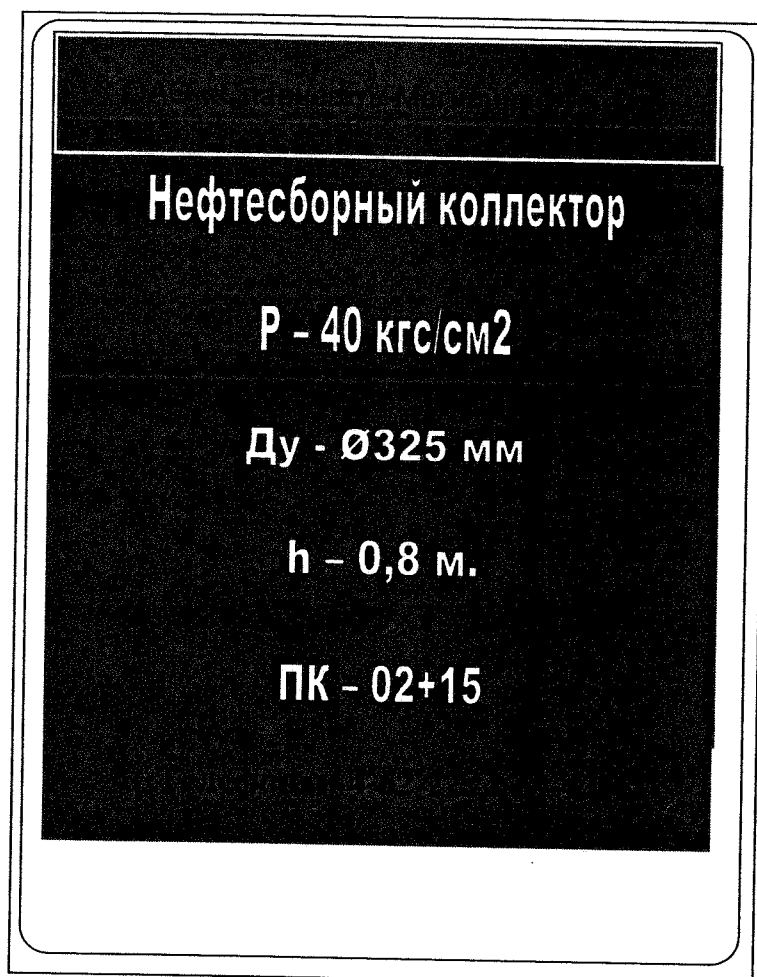 Нефтесборный коллектор
Р – 40 кгс/см2
Ду - Ø325 мм
h – 0,8 м.
ПК – 02+15